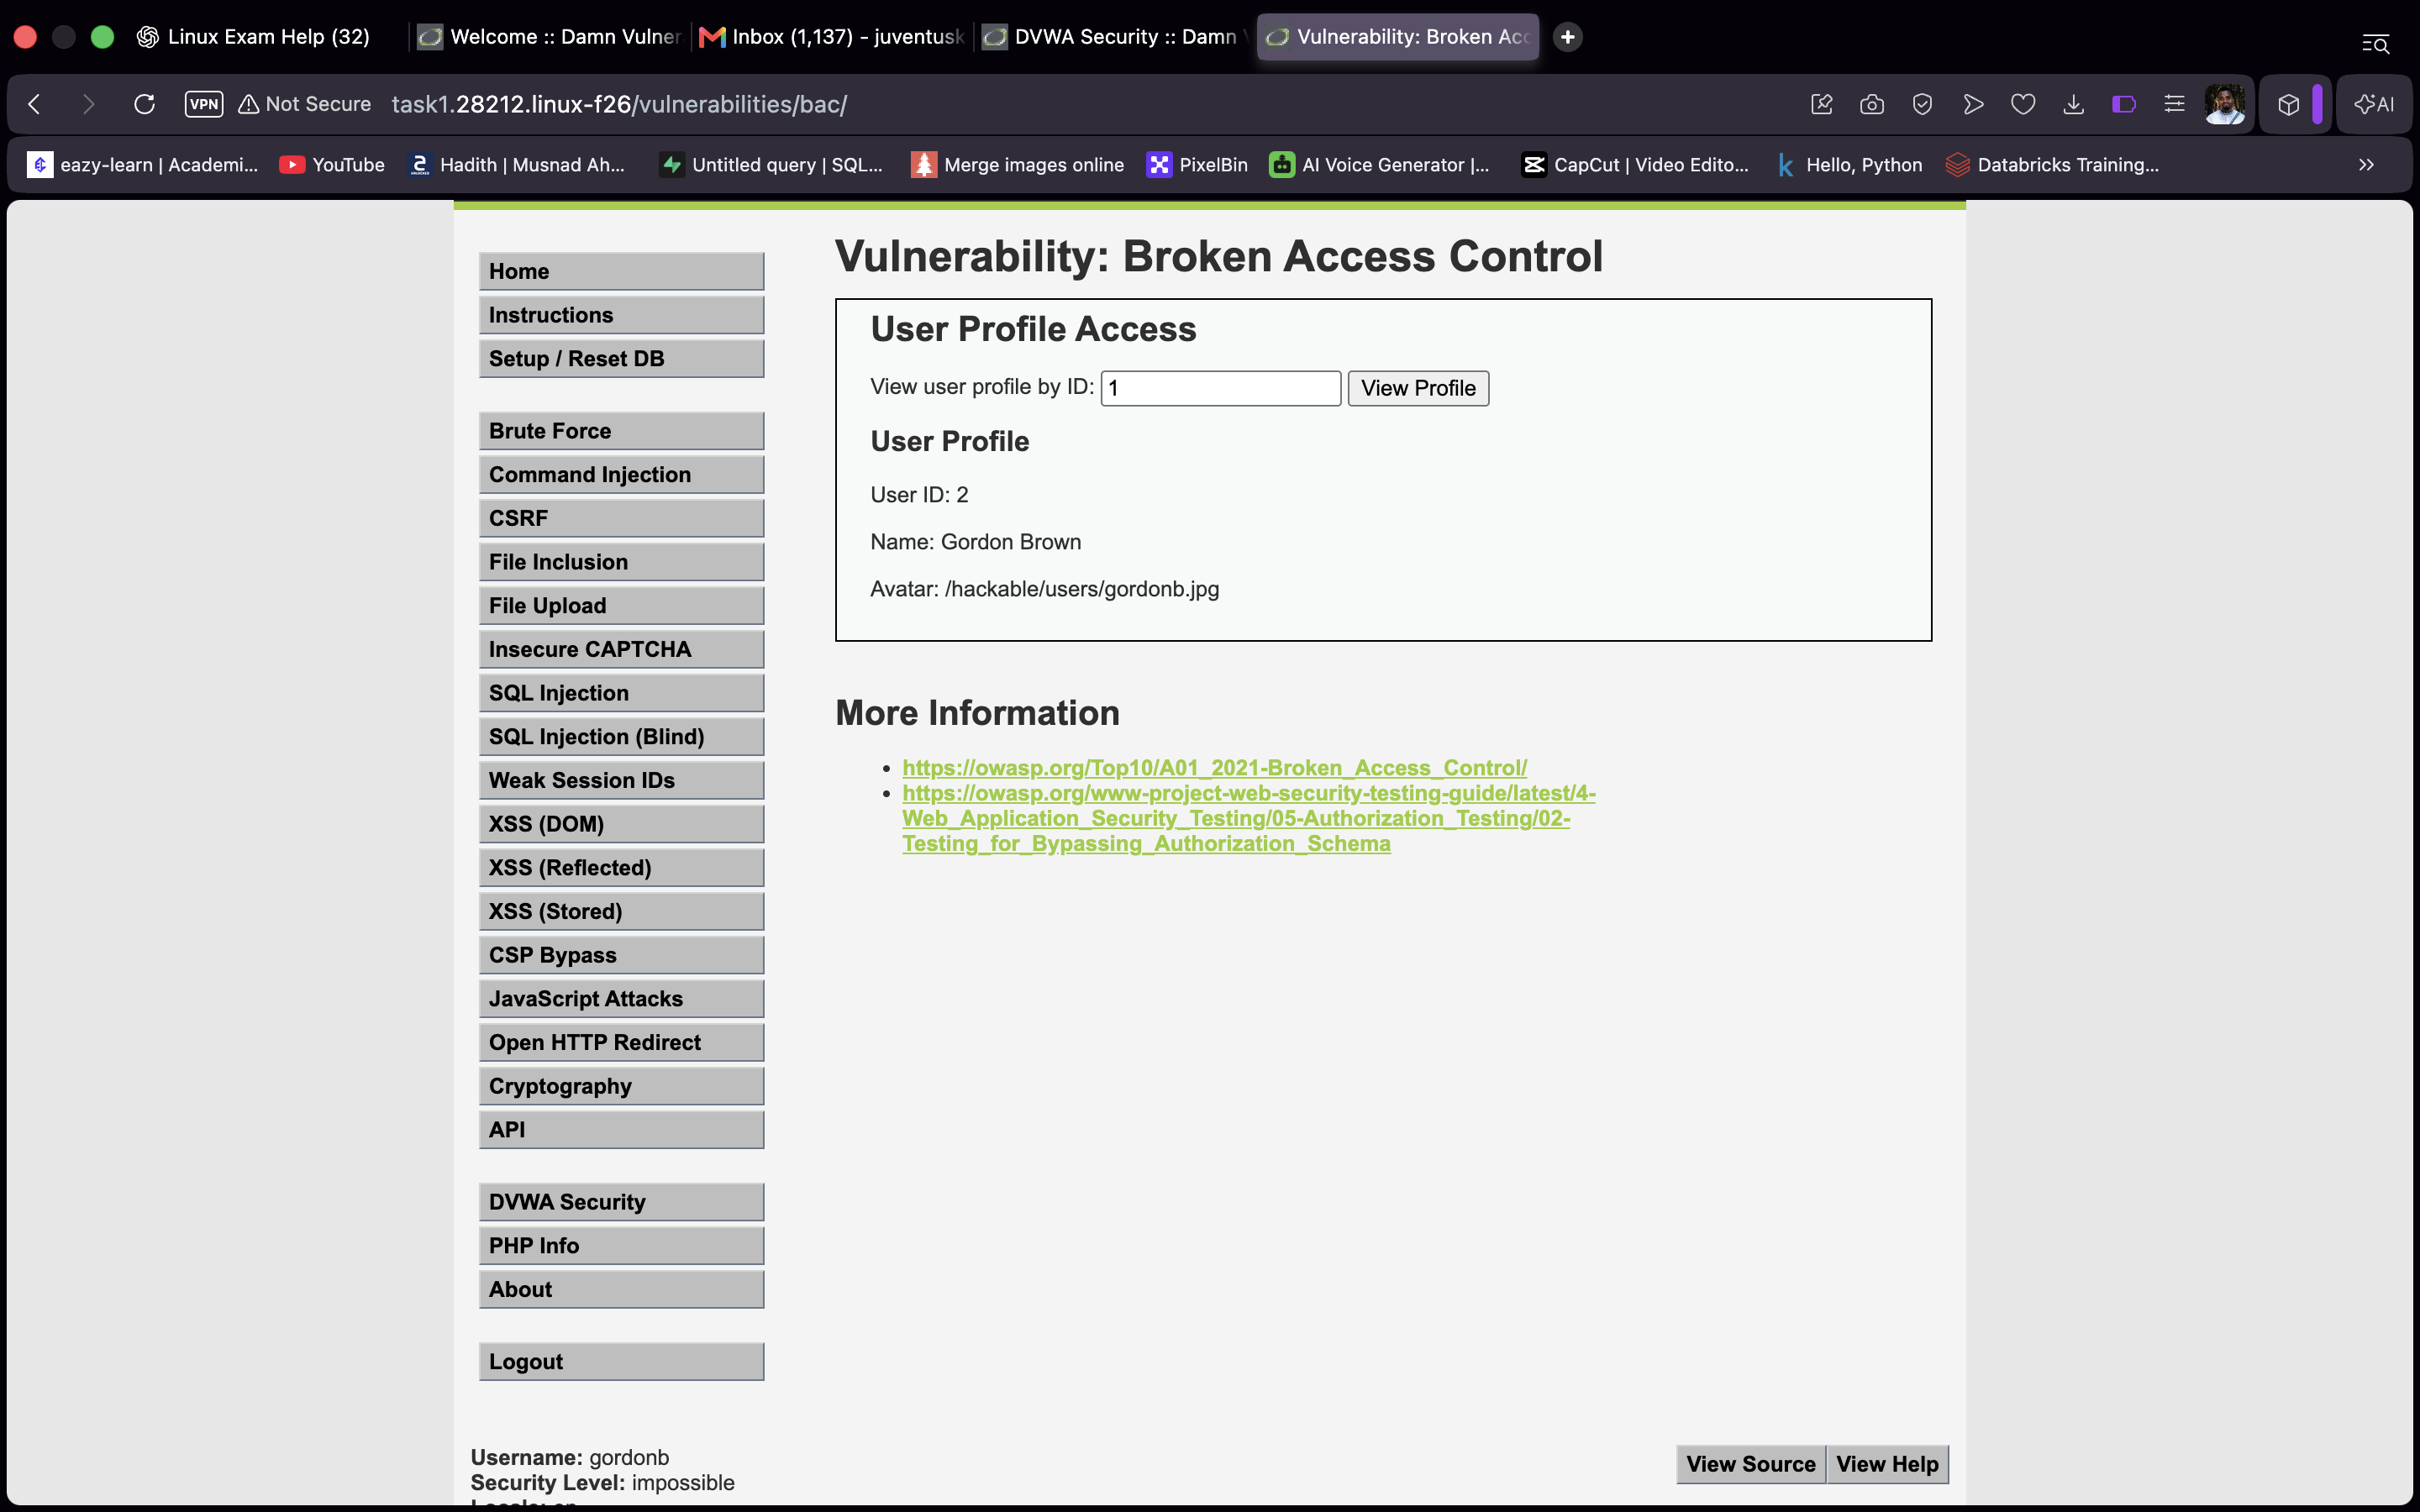 Linux Exam Help (32)
Welcome :: Damn Vulner
Inbox (1,137) - juventusk
DVWA Security :: Damn
Vulnerability: Broken Acc
VPN
Not Secure
task1.28212.linux-f26/vulnerabilities/bac/
AI
eazy-learn | Academi...
YouTube
Hadith | Musnad Ah...
Untitled query | SQL...
Merge images online
PixelBin
AI Voice Generator |...
CapCut | Video Edito...
Hello, Python
Databricks Training...
Home
Instructions
Setup / Reset DB
Brute Force
Command Injection
CSRF
File Inclusion
File Upload
Insecure CAPTCHA
SQL Injection
SQL Injection (Blind)
Weak Session IDs
XSS (DOM)
XSS (Reflected)
XSS (Stored)
CSP Bypass
JavaScript Attacks
Open HTTP Redirect
Cryptography
API
DVWA Security
PHP Info
About
Logout
Vulnerability: Broken Access Control
User Profile Access
View user profile by ID: 1 View Profile
User Profile
User ID: 2
Name: Gordon Brown
Avatar: /hackable/users/gordonb.jpg
More Information
https://owasp.org/Top10/A01_2021-Broken_Access_Control/
https://owasp.org/www-project-web-security-testing-guide/latest/4-
Web_Application_Security_Testing/05-Authorization_Testing/02-
Testing_for_Bypassing_Authorization_Schema
Username: gordonb
Security Level: impossible
View Source
View Help